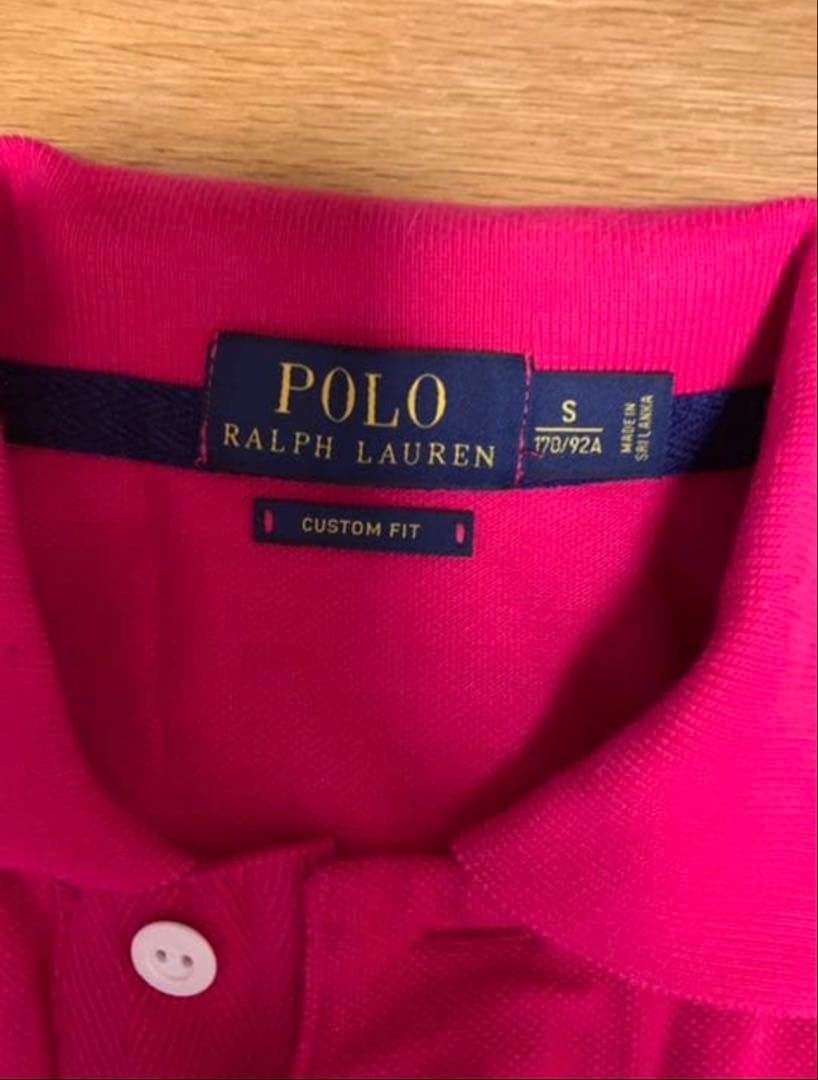 POLO
RALPH LAUREN
S
170/92A
MADE IN
SRI LANKA
CUSTOM FIT